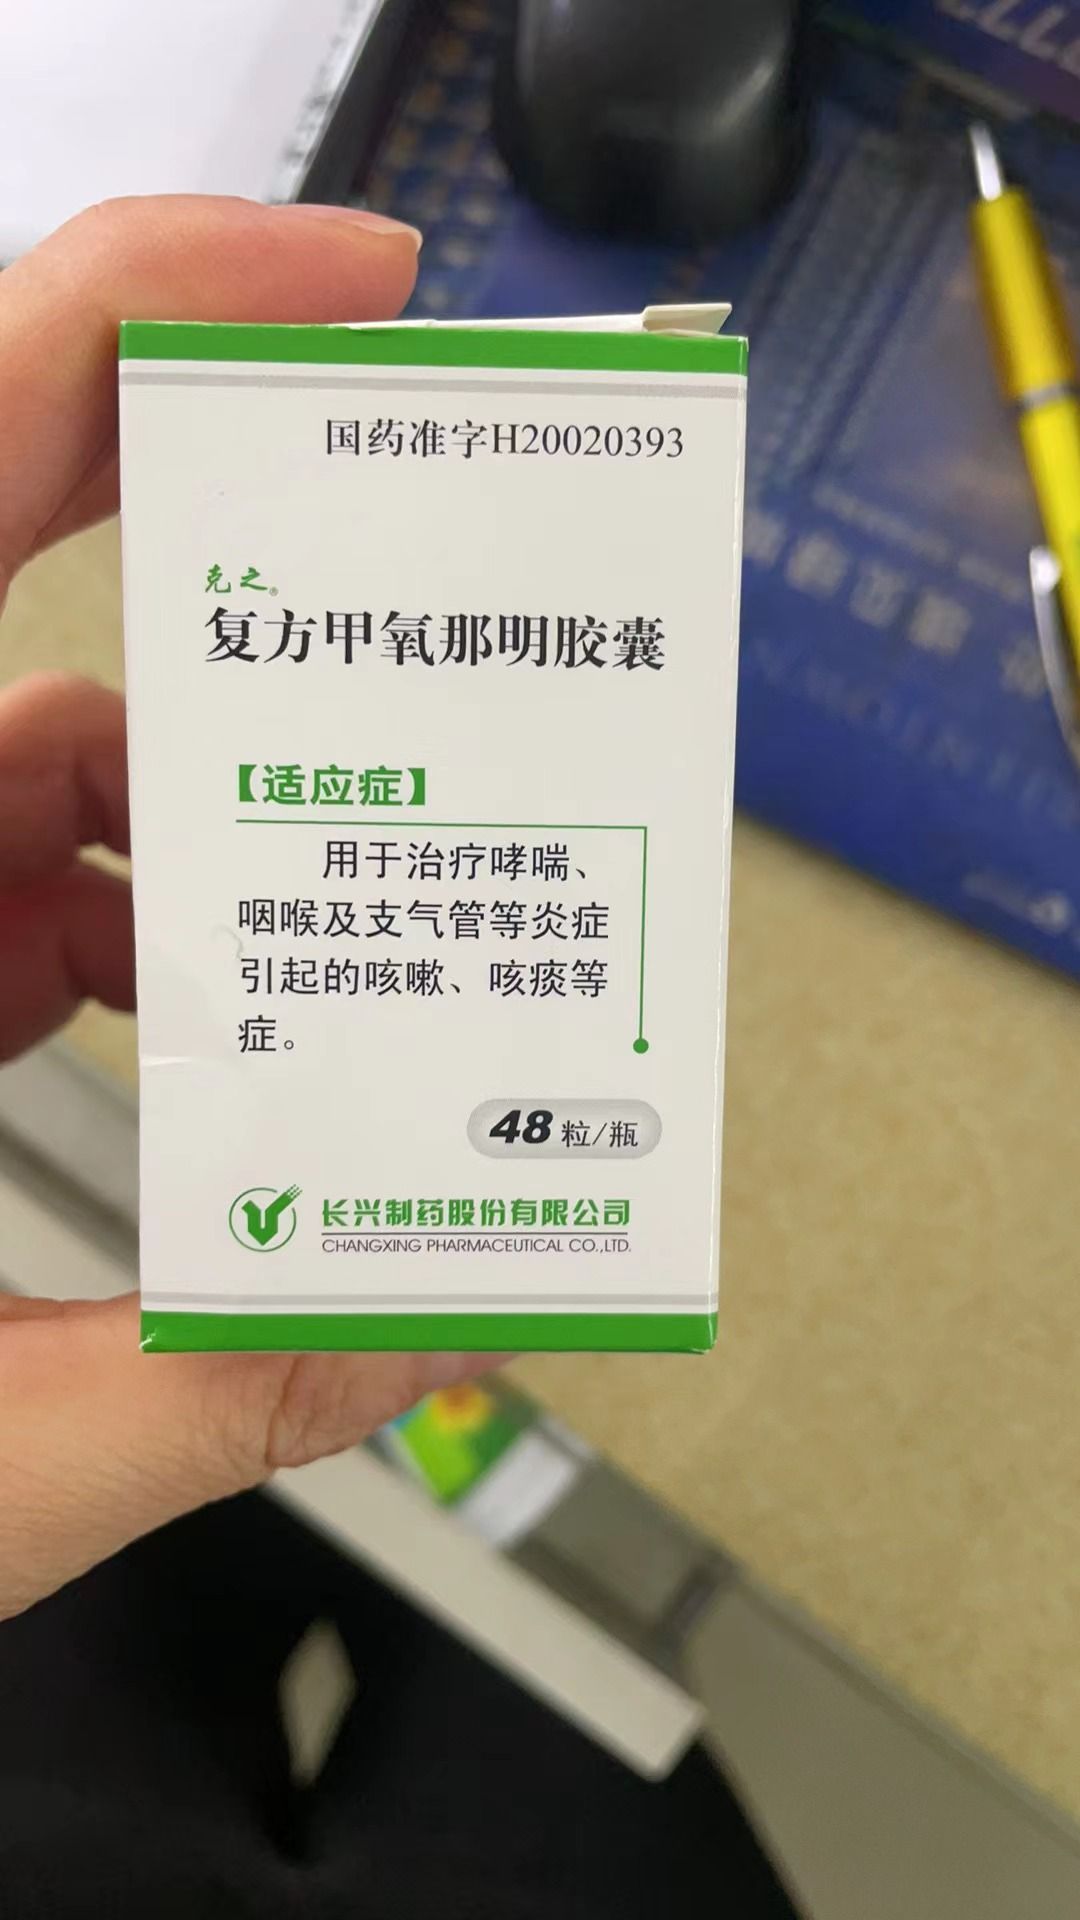 国药准字H20020393
克之®
复方甲氧那明胶囊
【适应症】
用于治疗哮喘、
咽喉及支气管等炎症
引起的咳嗽、咳痰等
症。
48粒/瓶
长兴制药股份有限公司
CHANGXING PHARMACEUTICAL CO.,LTD.